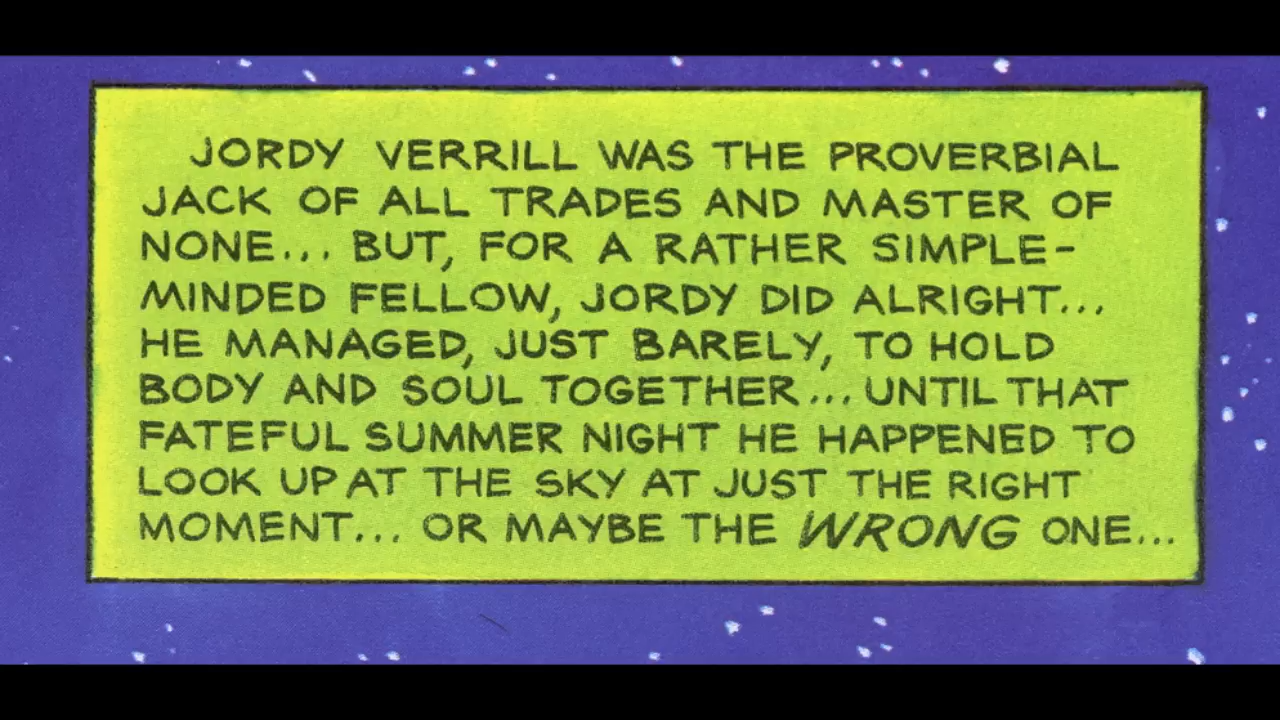 JORDY VERRILL WAS THE PROVERBIAL
JACK OF ALL TRADES AND MASTER OF
NONE... BUT, FOR A RATHER SIMPLE-
MINDED FELLOW, JORDY DID ALRIGHT...
HE MANAGED, JUST BARELY, TO HOLD
BODY AND SOUL TOGETHER... UNTIL THAT
FATEFUL SUMMER NIGHT HE HAPPENED TO
LOOK UP AT THE SKY AT JUST THE RIGHT
MOMENT... OR MAYBE THE WRONG ONE...